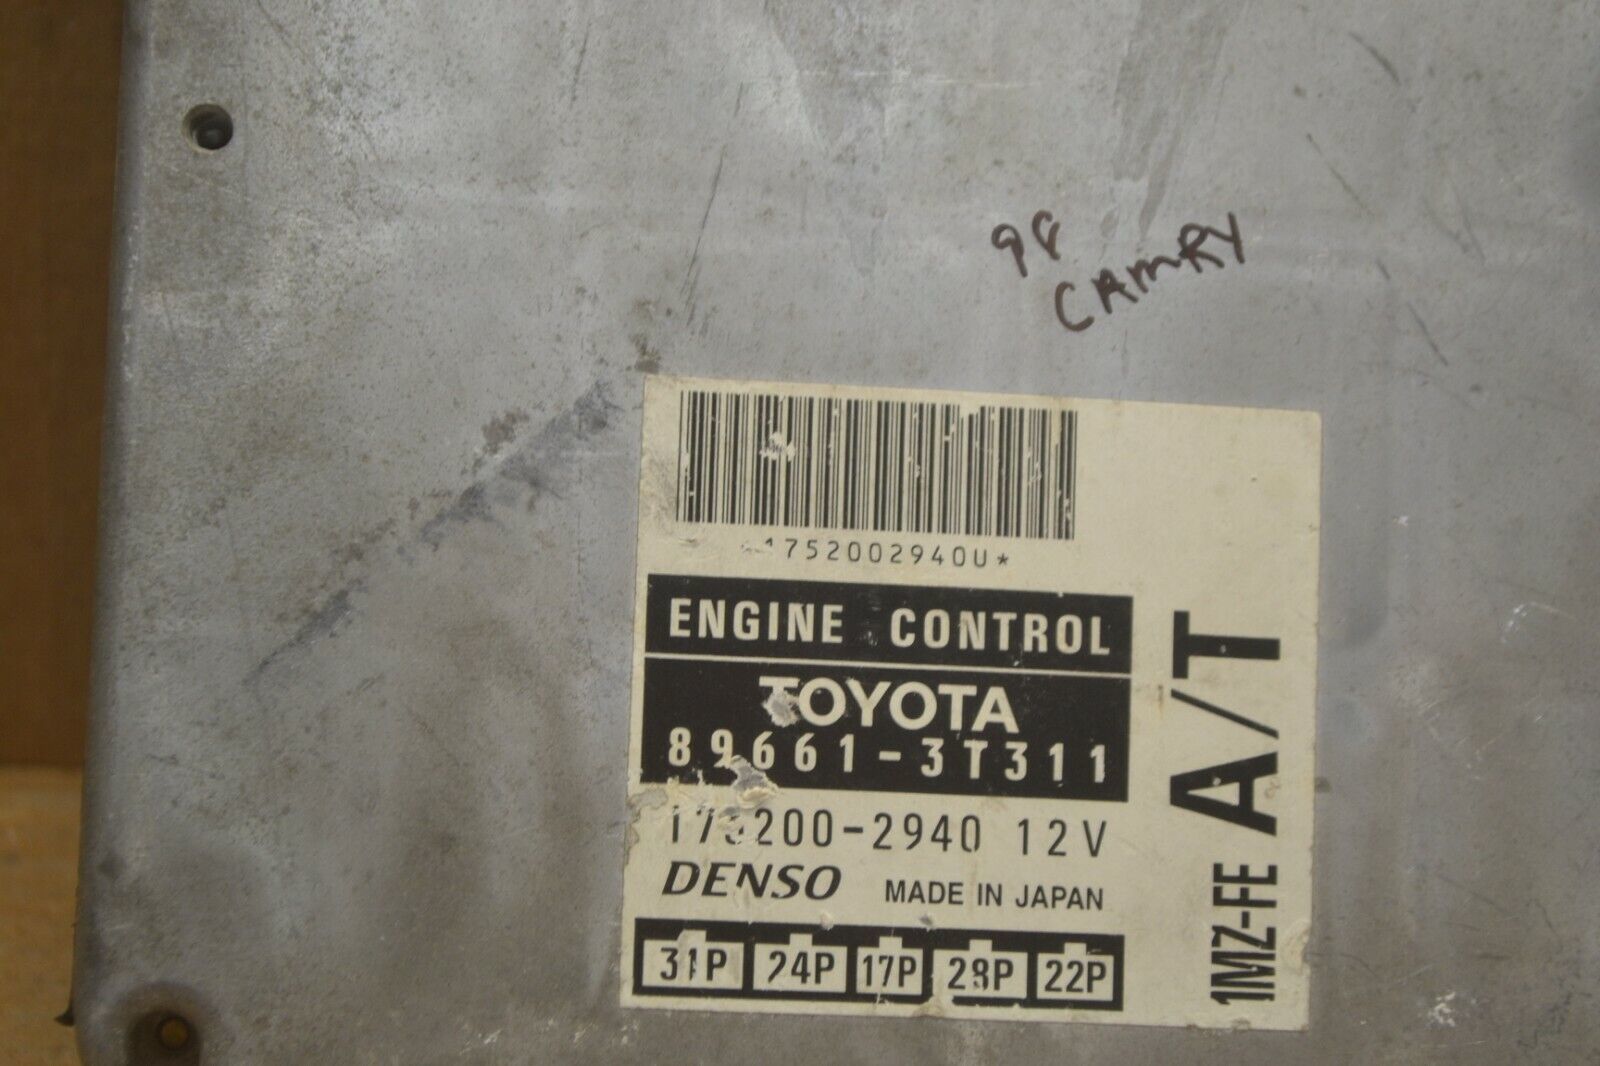 98
CAMRY
*1752002940U*
ENGINE CONTROL
TOYOTA
89661-3T311
175200-2940 12V
DENSO MADE IN JAPAN
31P 24P 17P 28P 22P
1MZ-FE A/T